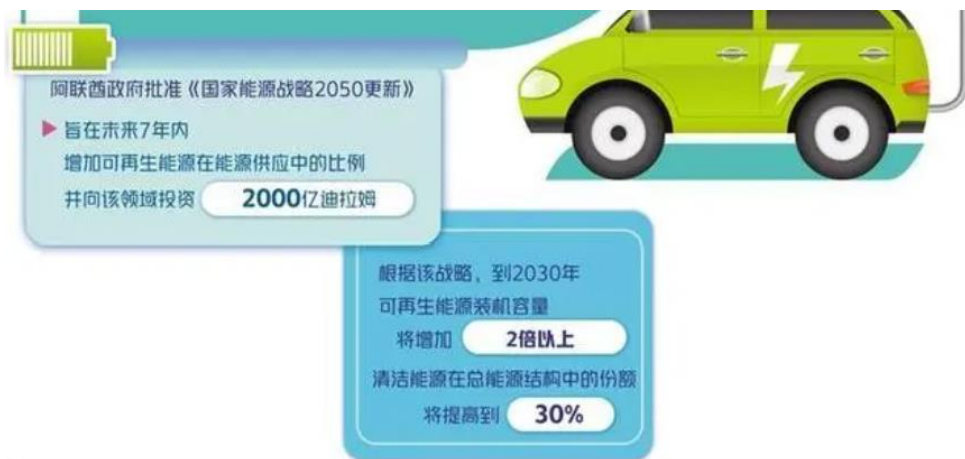 阿联酋政府批准《国家能源战略2050更新》
旨在未来7年内
增加可再生能源在能源供应中的比例
并向该领域投资 2000亿迪拉姆
根据该战略，到2030年
可再生能源装机容量
将增加 2倍以上
清洁能源在总能源结构中的份额
将提高到 30%